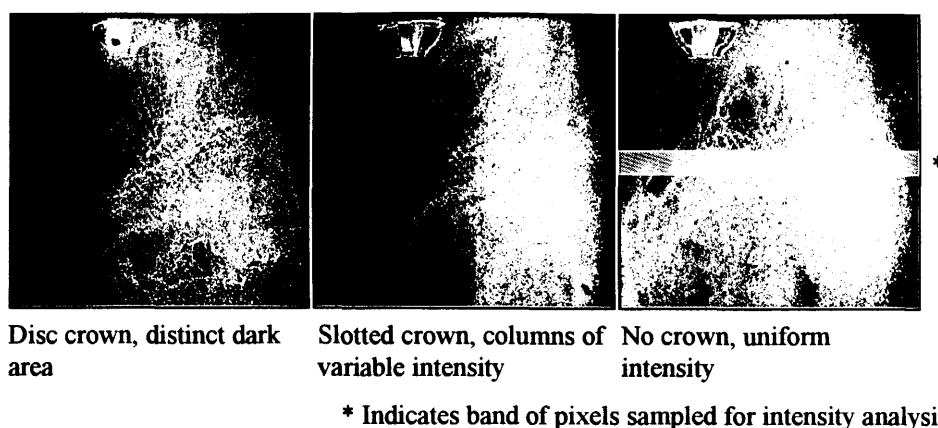 *
Disc crown, distinct dark
area
Slotted crown, columns of
variable intensity
No crown, uniform
intensity
* Indicates band of pixels sampled for intensity analysi